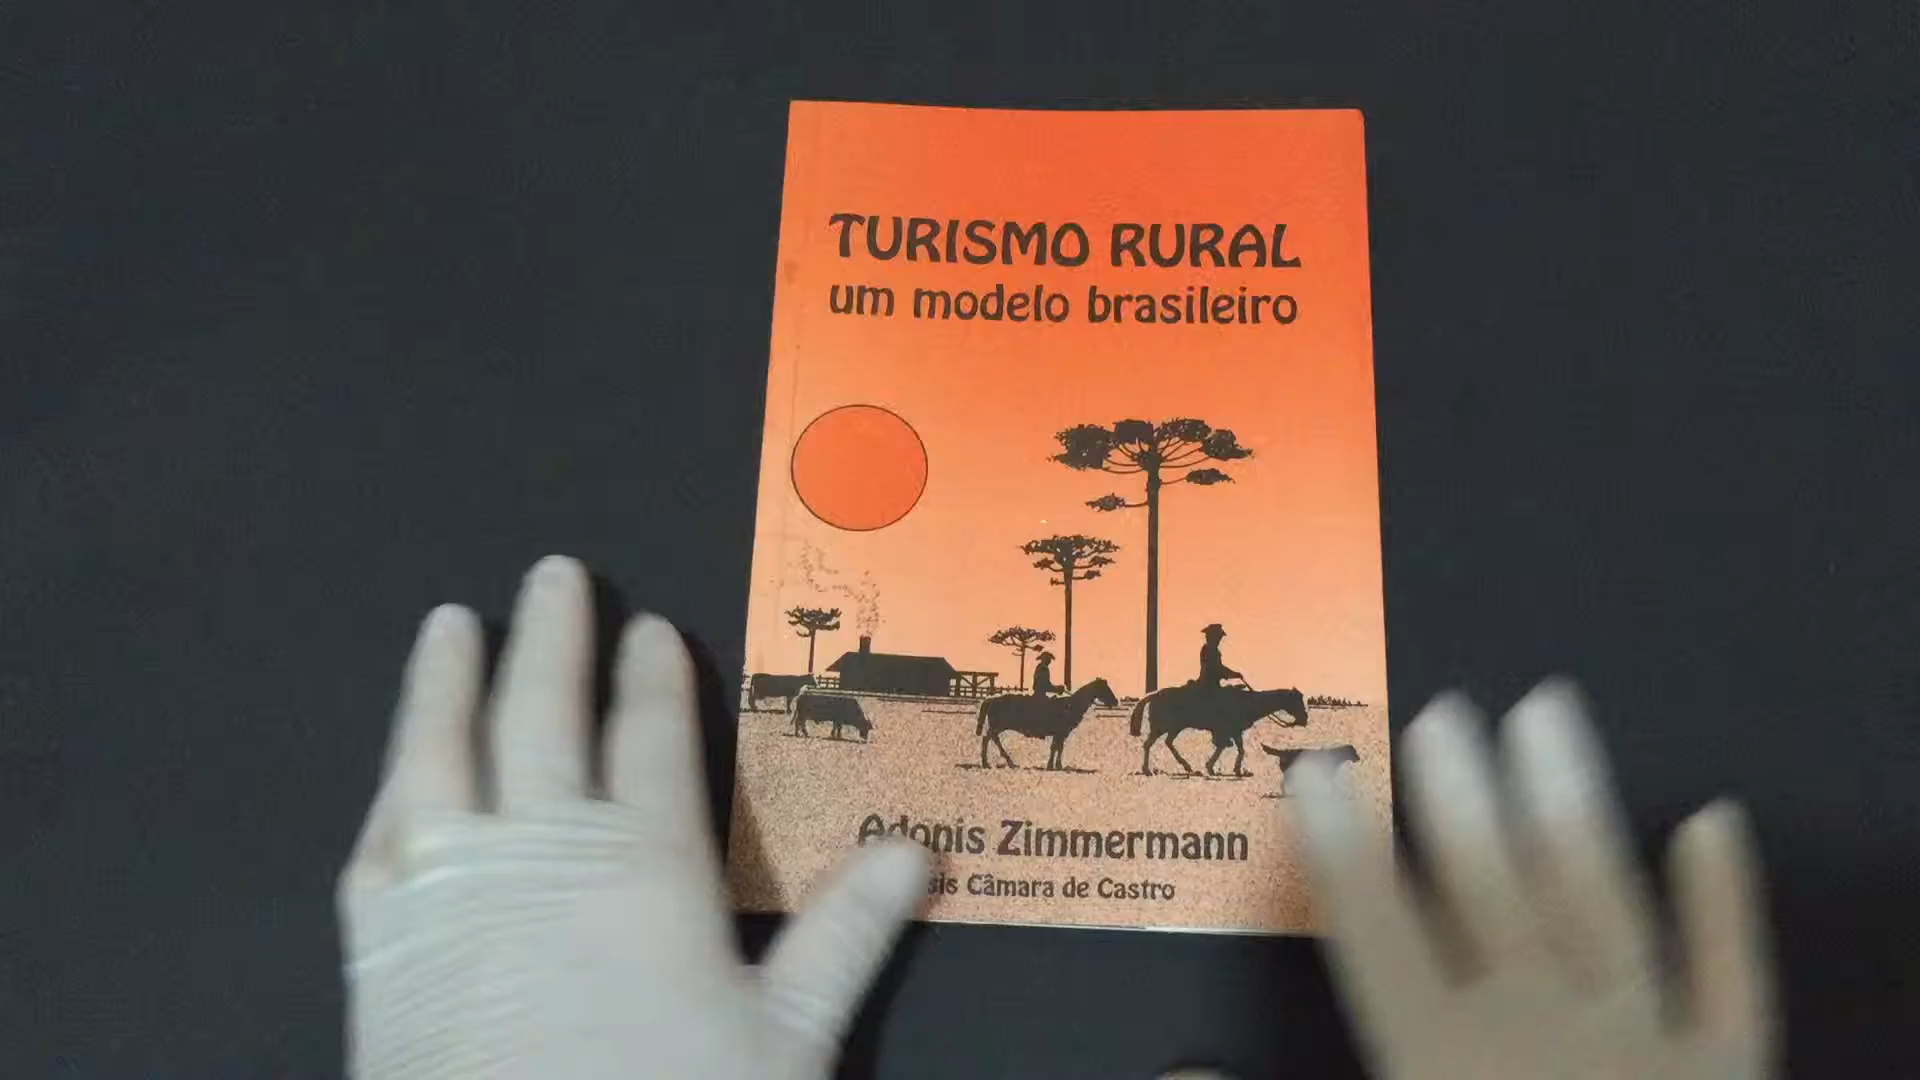 TURISMO RURAL
um modelo brasileiro
Adonis Zimmermann
Câmara de Castro